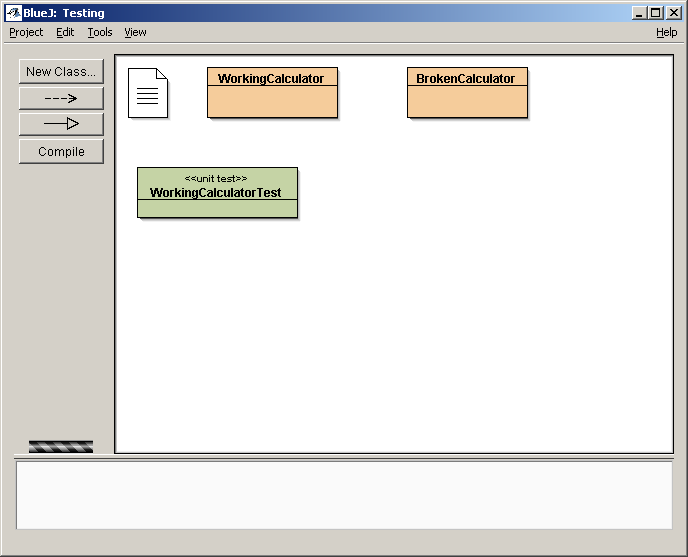 BlueJ: Testing
Project Edit Tools View Help
New Class...
WorkingCalculator
BrokenCalculator
Compile
<<unit test>>
WorkingCalculatorTest